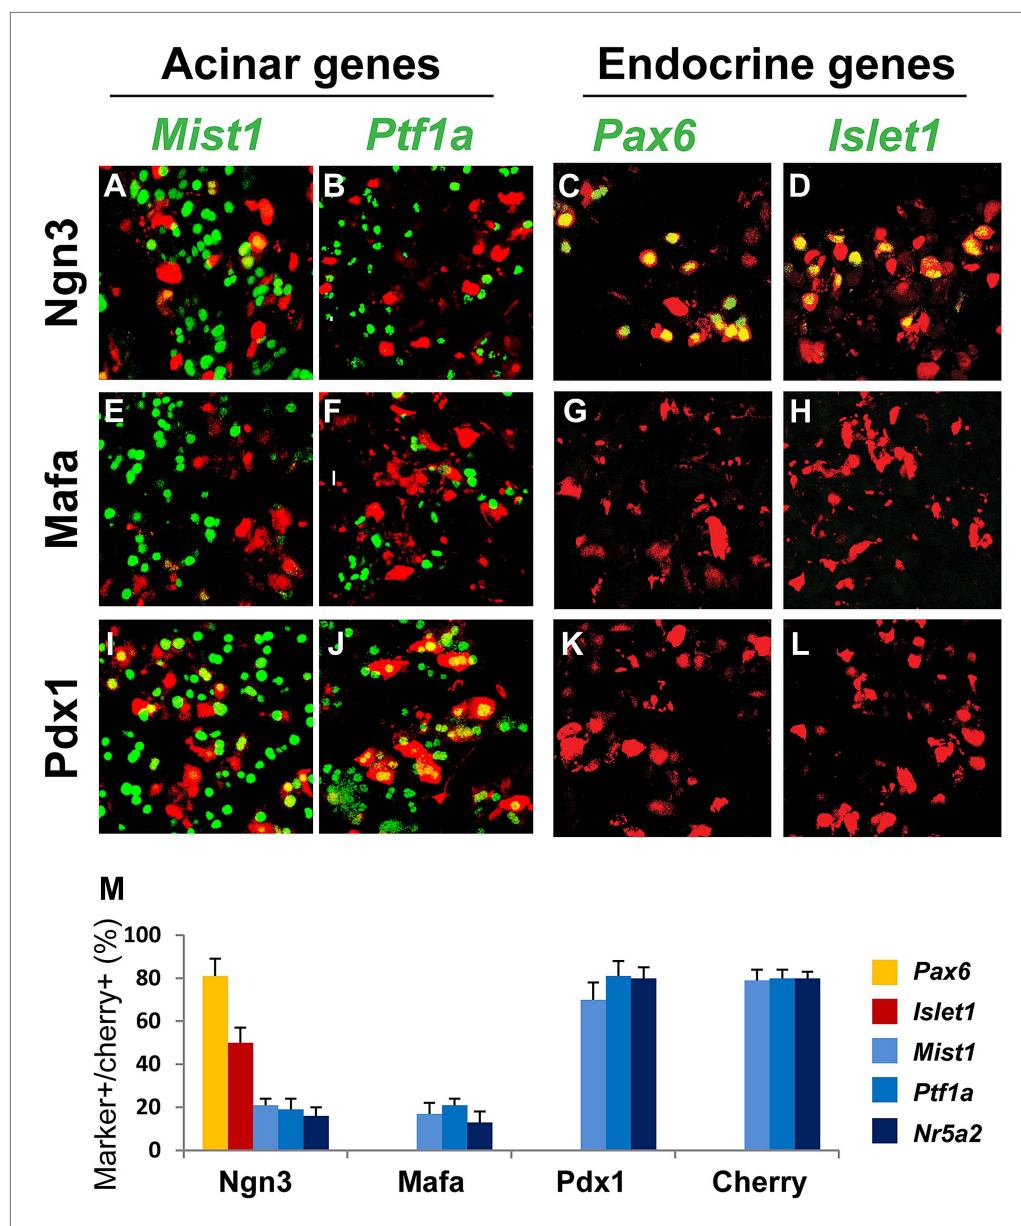 Acinar genes Endocrine genes
Mist1 Ptf1a Pax6 Islet1
Ngn3
A B C D
Mafa
E F G H
Pdx1
I J K L
M
Marker+/cherry+ (%)
100
80
60
40
20
0
Ngn3 Mafa Pdx1 Cherry
Pax6
Islet1
Mist1
Ptf1a
Nr5a2